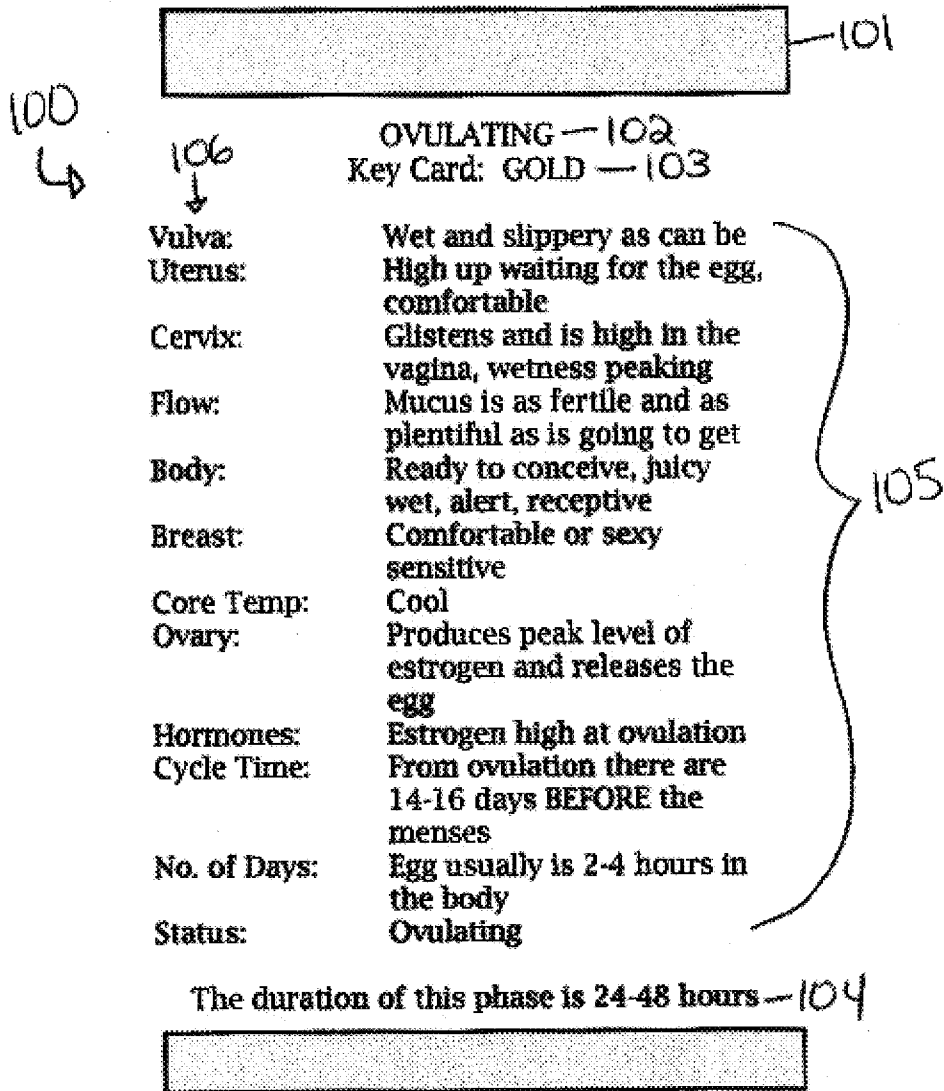 101
100
OVULATING — 102
106
Key Card: GOLD — 103
Vulva: Wet and slippery as can be
Uterus: High up waiting for the egg,
comfortable
Cervix: Glistens and is high in the
vagina, wetness peaking
Flow: Mucus is as fertile and as
plentiful as is going to get
Body: Ready to conceive, juicy
wet, alert, receptive
105
Breast: Comfortable or sexy
sensitive
Core Temp: Cool
Ovary: Produces peak level of
estrogen and releases the
egg
Hormones: Estrogen high at ovulation
Cycle Time: From ovulation there are
14-16 days BEFORE the
menses
No. of Days: Egg usually is 2-4 hours in
the body
Status: Ovulating
The duration of this phase is 24-48 hours — 104